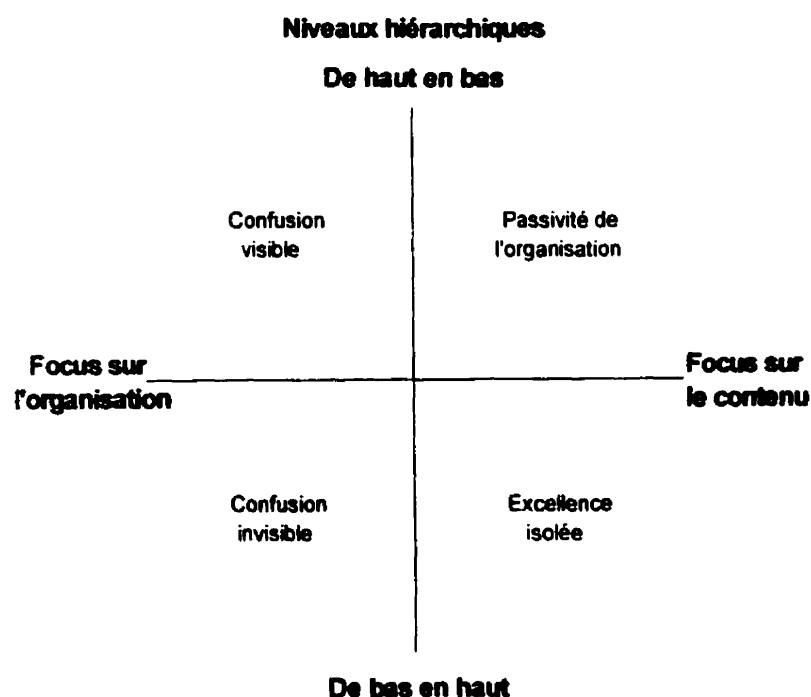 Niveaux hiérarchiques
De haut en bas
Confusion
visible
Passivité de
l'organisation
Focus sur
l'organisation
Focus sur
le contenu
Confusion
invisible
Excellence
isolée
De bas en haut